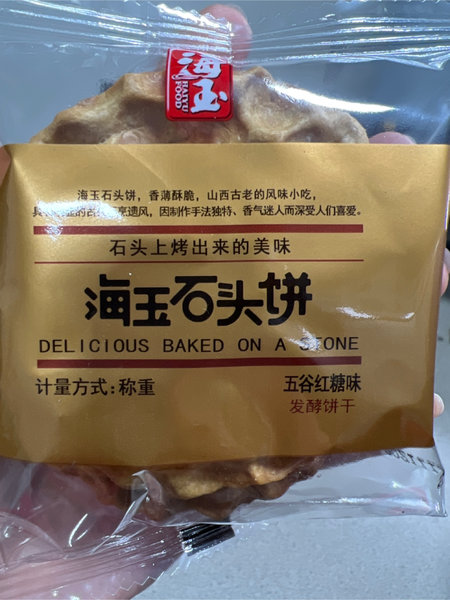 海玉
HAIYU
FOOD
海玉石头饼，香薄酥脆，山西古老的风味小吃，
遗风，因制作手法独特、香气迷人而深受人们喜爱。
石头上烤出来的美味
海玉石头饼
DELICIOUS BAKED ON A STONE
计量方式:称重
五谷红糖味
发酵饼干